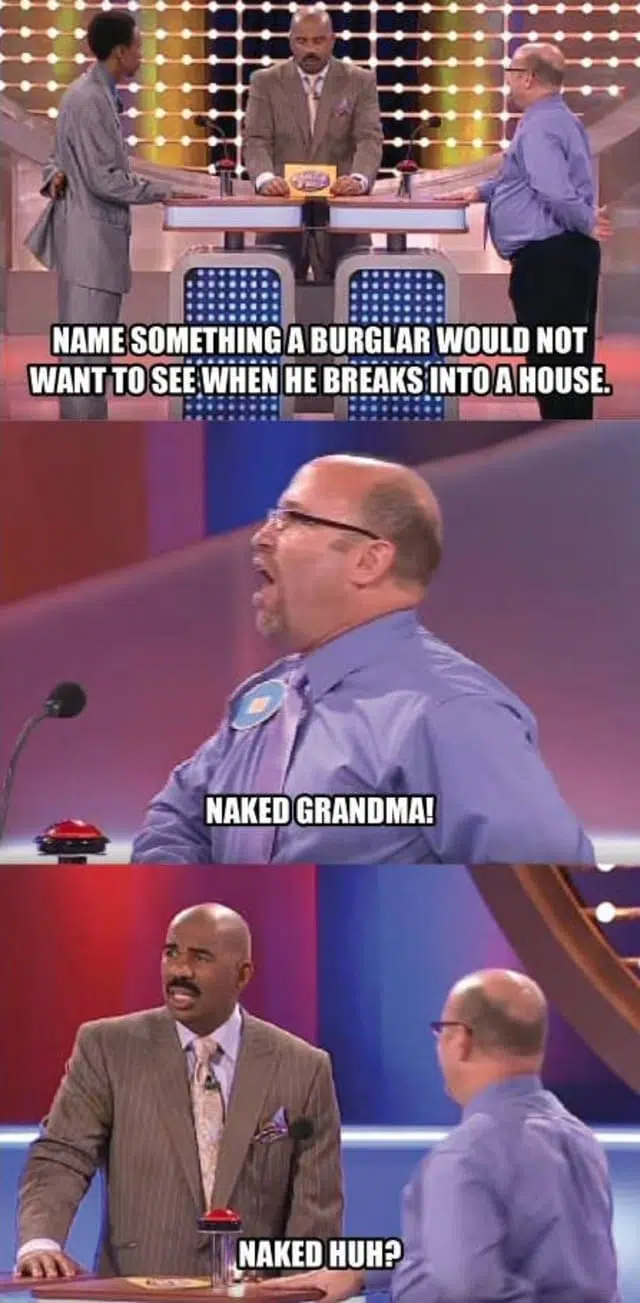 NAME SOMETHING A BURGLAR WOULD NOT
WANT TO SEE WHEN HE BREAKS INTO A HOUSE.
NAKED GRANDMA!
NAKED HUH?